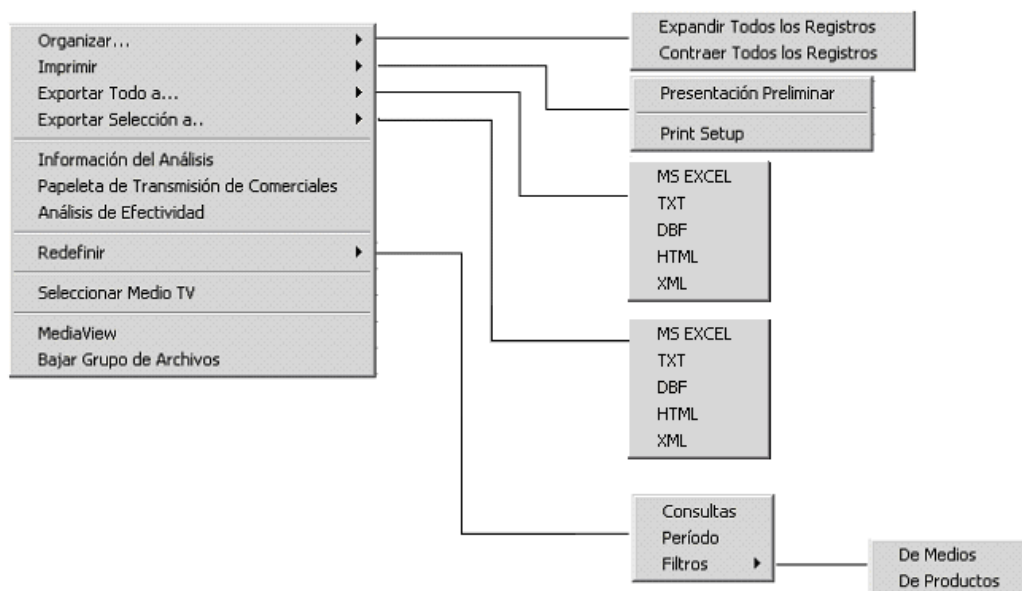 Organizar...
Imprimir
Exportar Todo a...
Exportar Selección a..
Información del Análisis
Papeleta de Transmisión de Comerciales
Análisis de Efectividad
Redefinir
Seleccionar Medio TV
MediaView
Bajar Grupo de Archivos
Expandir Todos los Registros
Contraer Todos los Registros
Presentación Preliminar
Print Setup
MS EXCEL
TXT
DBF
HTML
XML
MS EXCEL
TXT
DBF
HTML
XML
Consultas
Período
Filtros
De Medios
De Productos